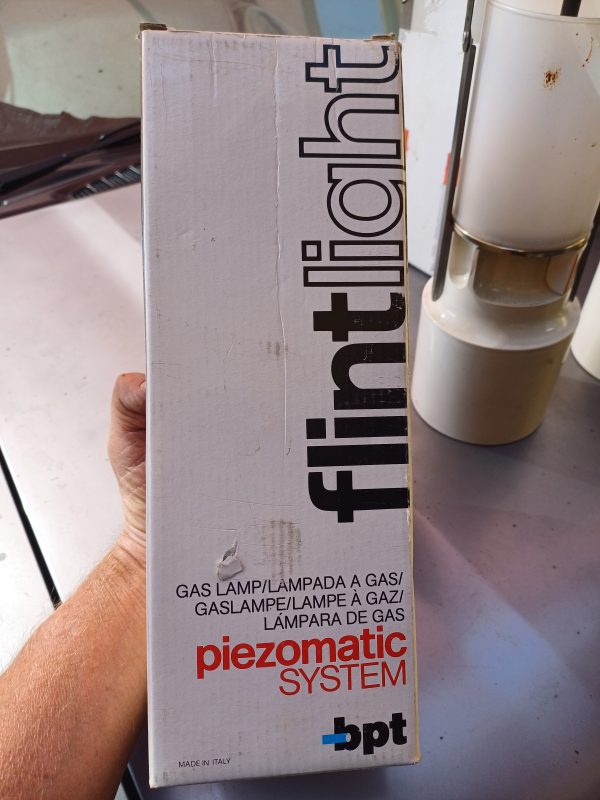 flintlight
GAS LAMP/LAMPADA A GAS/
GASLAMPE/LAMPE À GAZ/
LÁMPARA DE GAS
piezomatic
SYSTEM
bpt
MADE IN ITALY